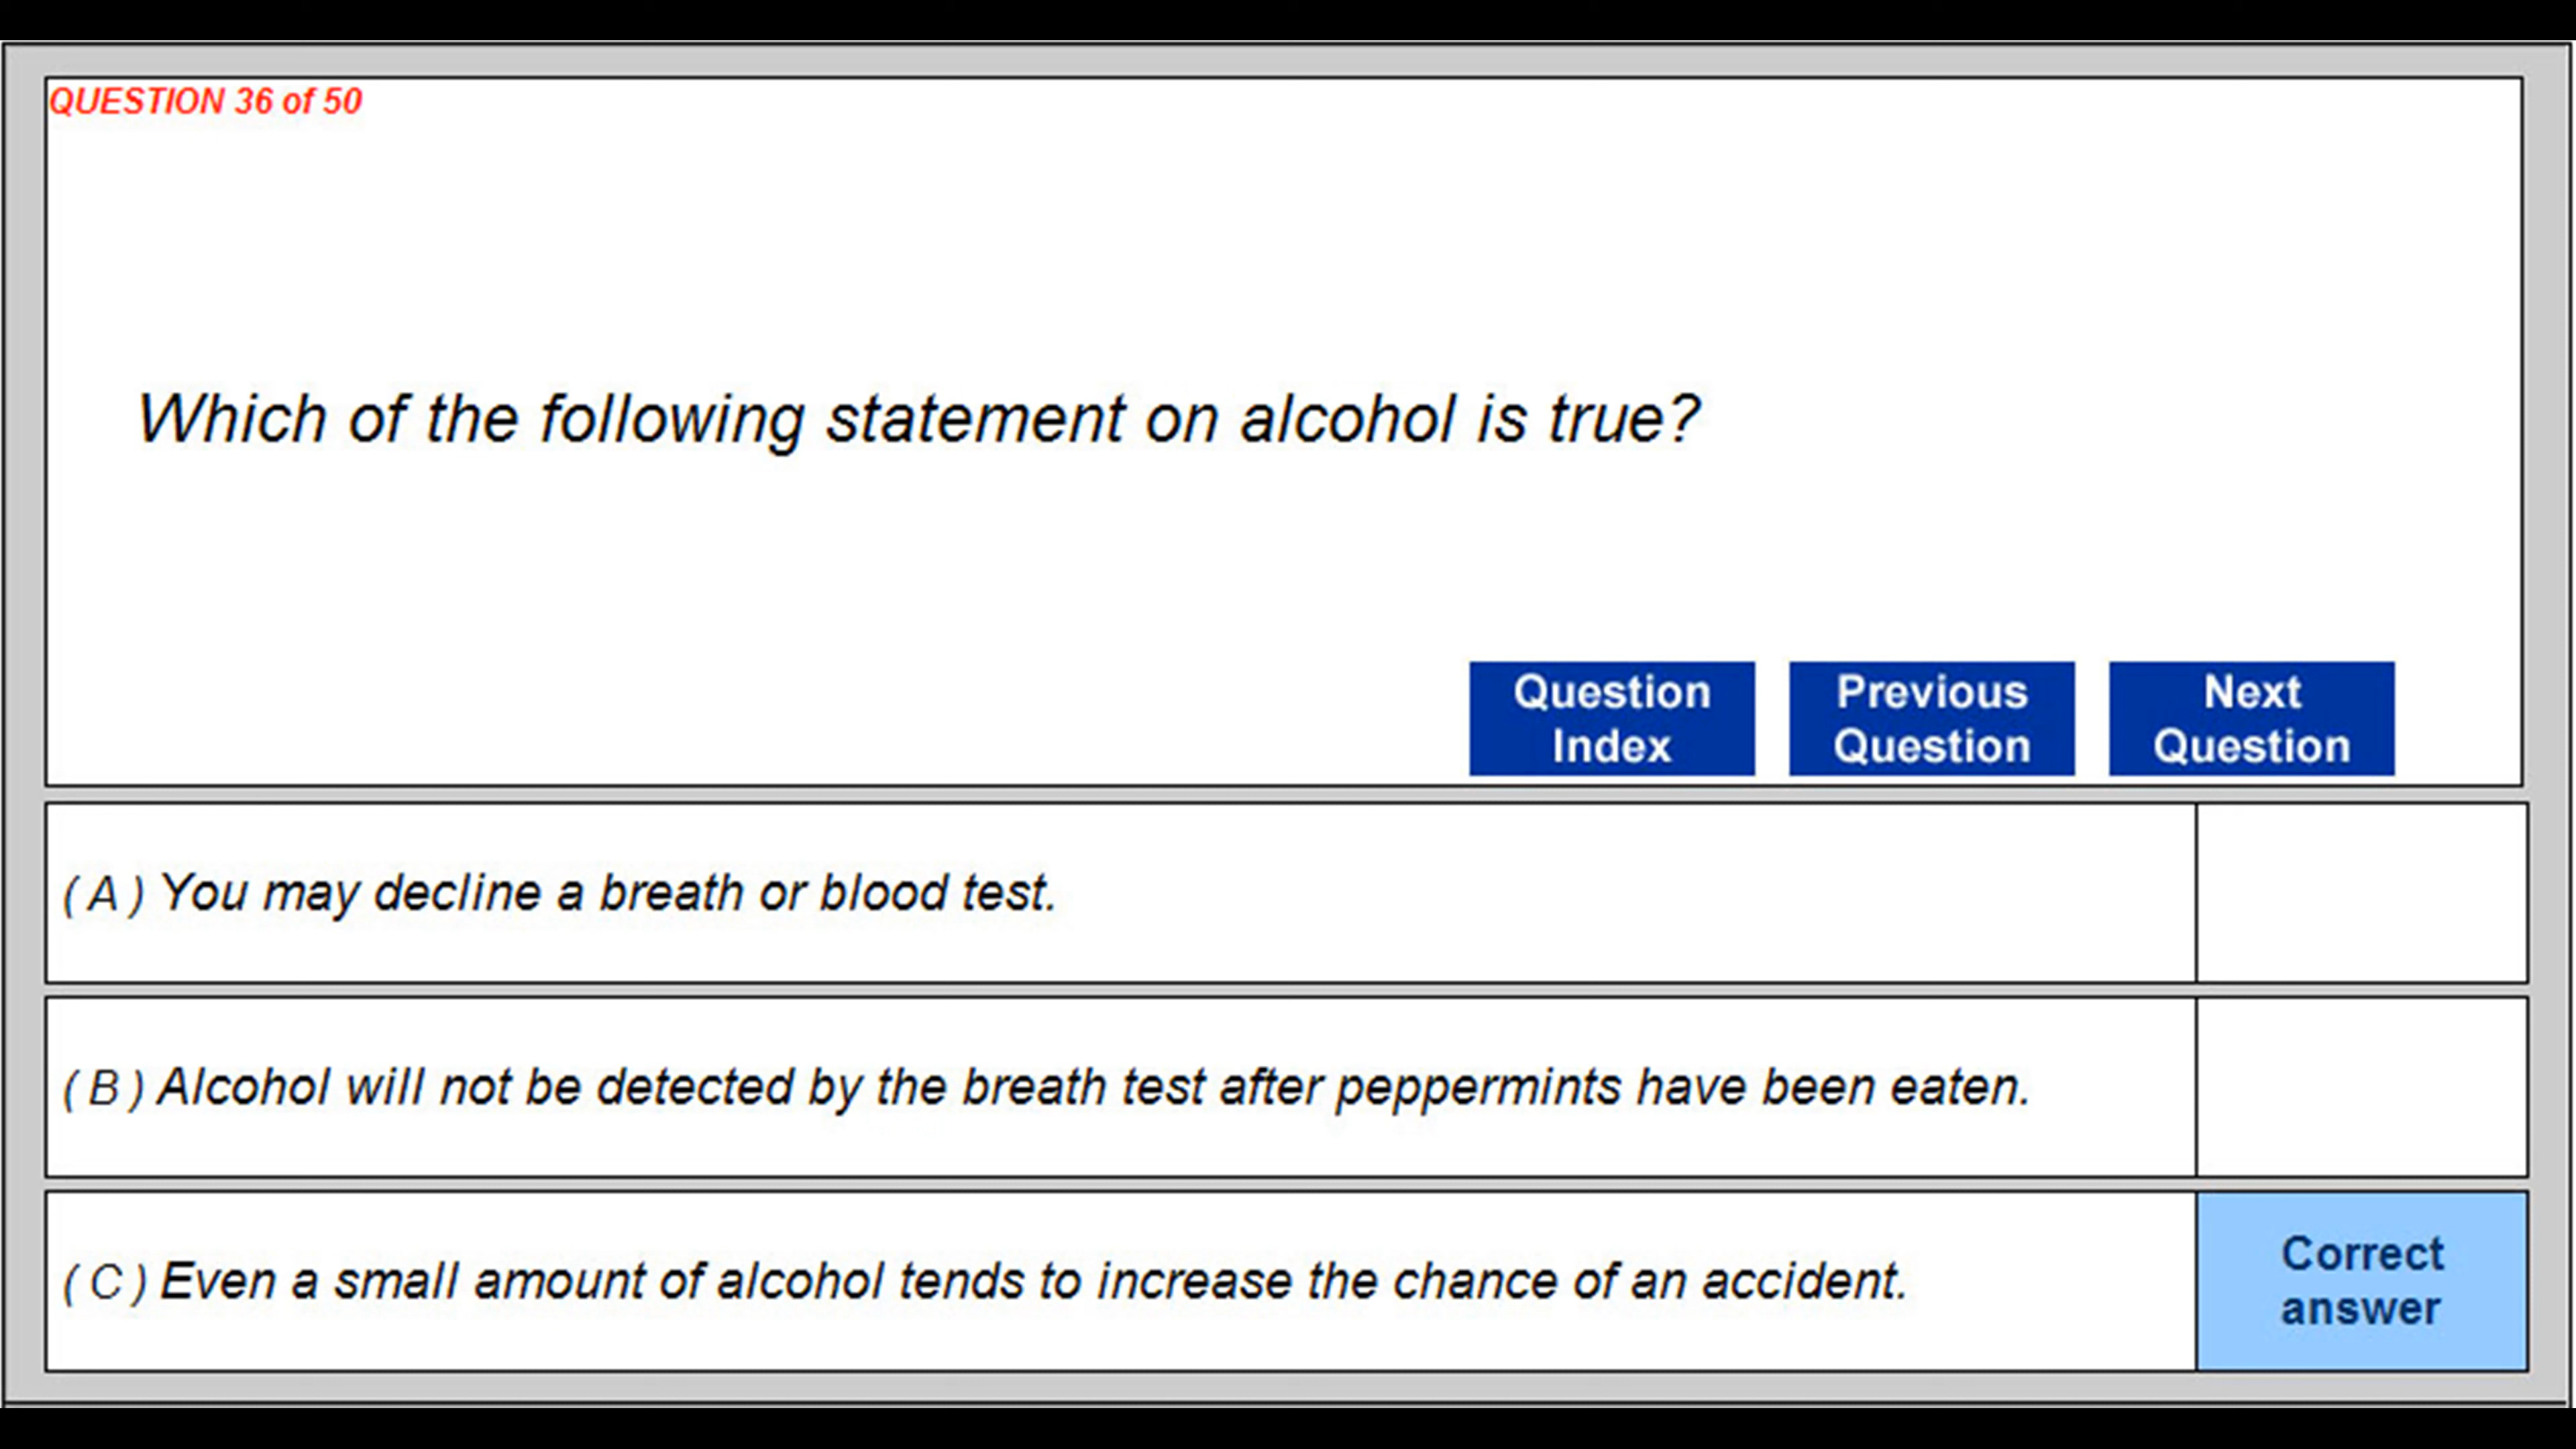 QUESTION 36 of 50
Which of the following statement on alcohol is true?
Question
Index
Previous
Question
Next
Question
( A ) You may decline a breath or blood test.
( B ) Alcohol will not be detected by the breath test after peppermints have been eaten.
( C ) Even a small amount of alcohol tends to increase the chance of an accident.
Correct
answer